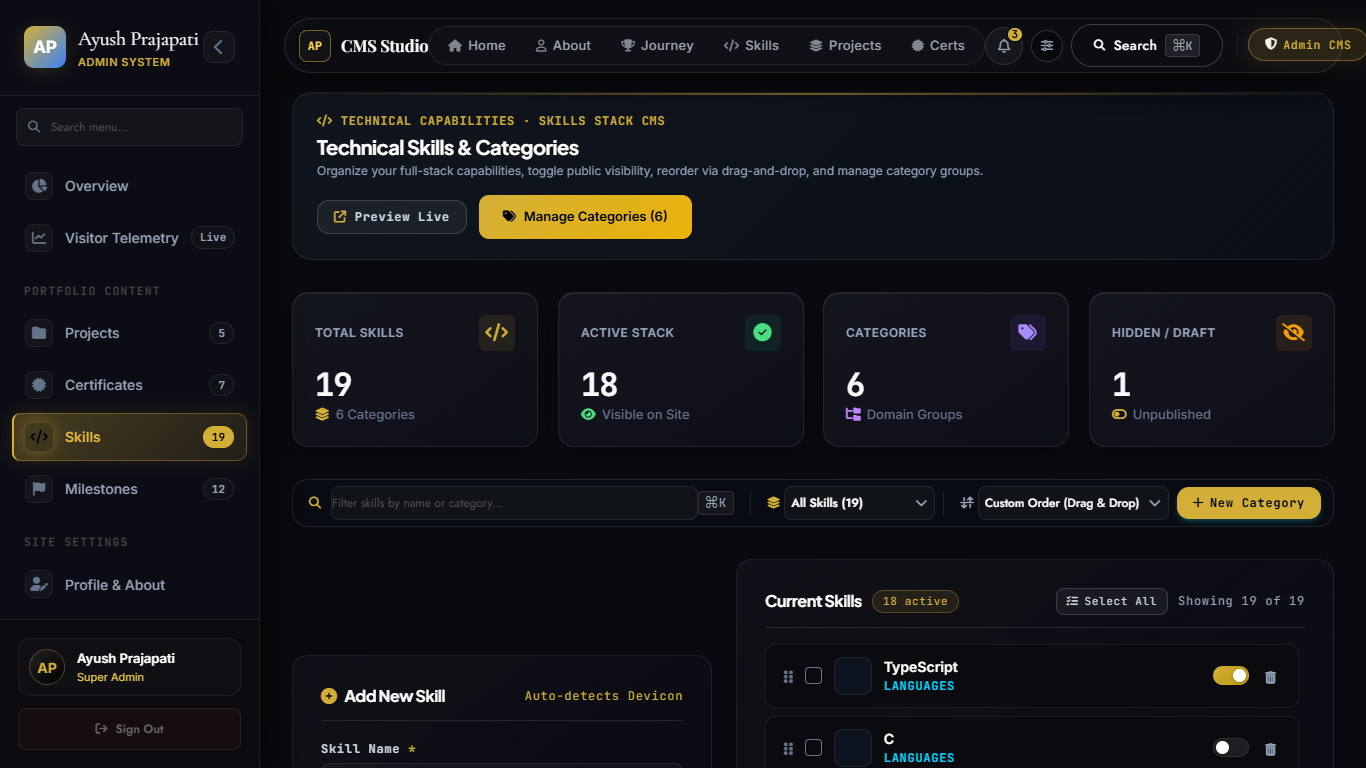 AP
Ayush Prajapati
ADMIN SYSTEM
Search menu...
Overview
Visitor Telemetry Live
PORTFOLIO CONTENT
Projects 5
Certificates 7
Skills 19
Milestones 12
SITE SETTINGS
Profile & About
AP
Ayush Prajapati
Super Admin
Sign Out
AP CMS Studio Home About Journey Skills Projects Certs 3 Search ⌘K Admin CMS
TECHNICAL CAPABILITIES · SKILLS STACK CMS
Technical Skills & Categories
Organize your full-stack capabilities, toggle public visibility, reorder via drag-and-drop, and manage category groups.
Preview Live Manage Categories (6)
TOTAL SKILLS
19
6 Categories
ACTIVE STACK
18
Visible on Site
CATEGORIES
6
Domain Groups
HIDDEN / DRAFT
1
Unpublished
Filter skills by name or category... ⌘K All Skills (19) Custom Order (Drag & Drop) + New Category
Add New Skill Auto-detects Devicon
Skill Name *
Current Skills 18 active Select All Showing 19 of 19
TypeScript
LANGUAGES
C
LANGUAGES